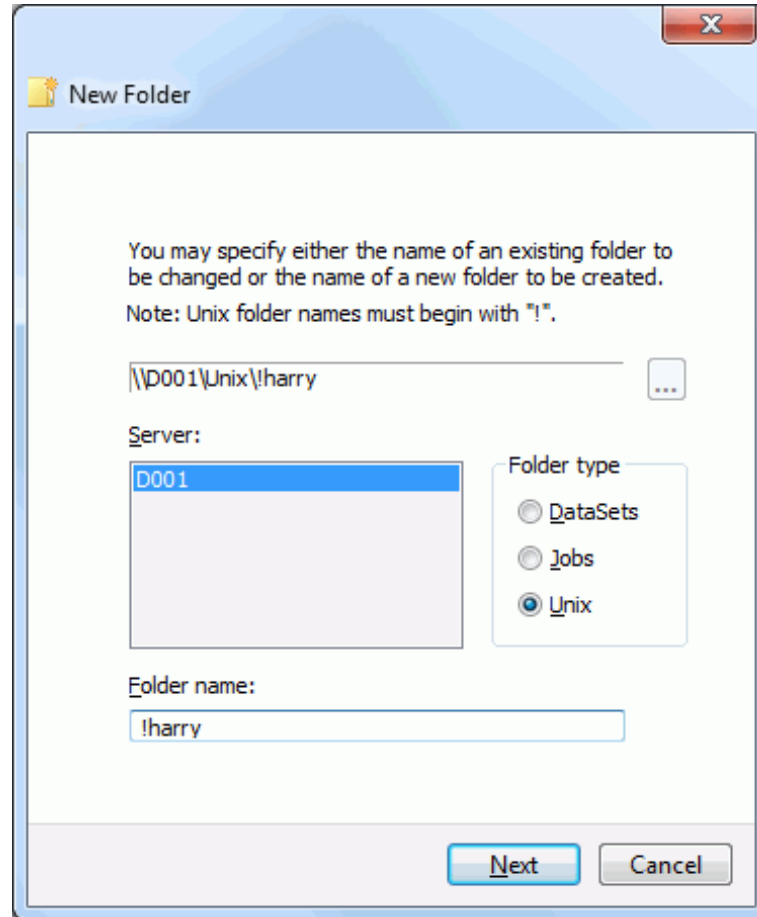 New Folder
You may specify either the name of an existing folder to
be changed or the name of a new folder to be created.
Note: Unix folder names must begin with "!".
\\D001\Unix\!harry
...
Server:
D001
Folder type
DataSets
Jobs
Unix
Folder name:
!harry
Next
Cancel